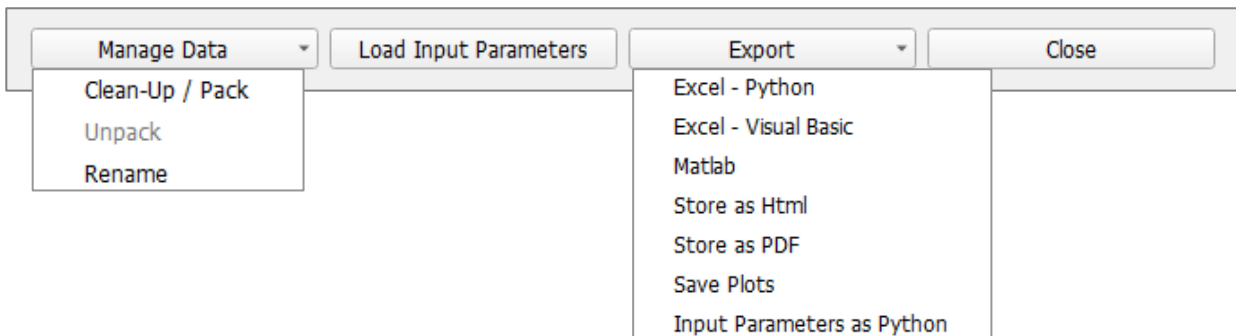 Manage Data Load Input Parameters Export Close
Clean-Up / Pack
Unpack
Rename
Excel - Python
Excel - Visual Basic
Matlab
Store as Html
Store as PDF
Save Plots
Input Parameters as Python